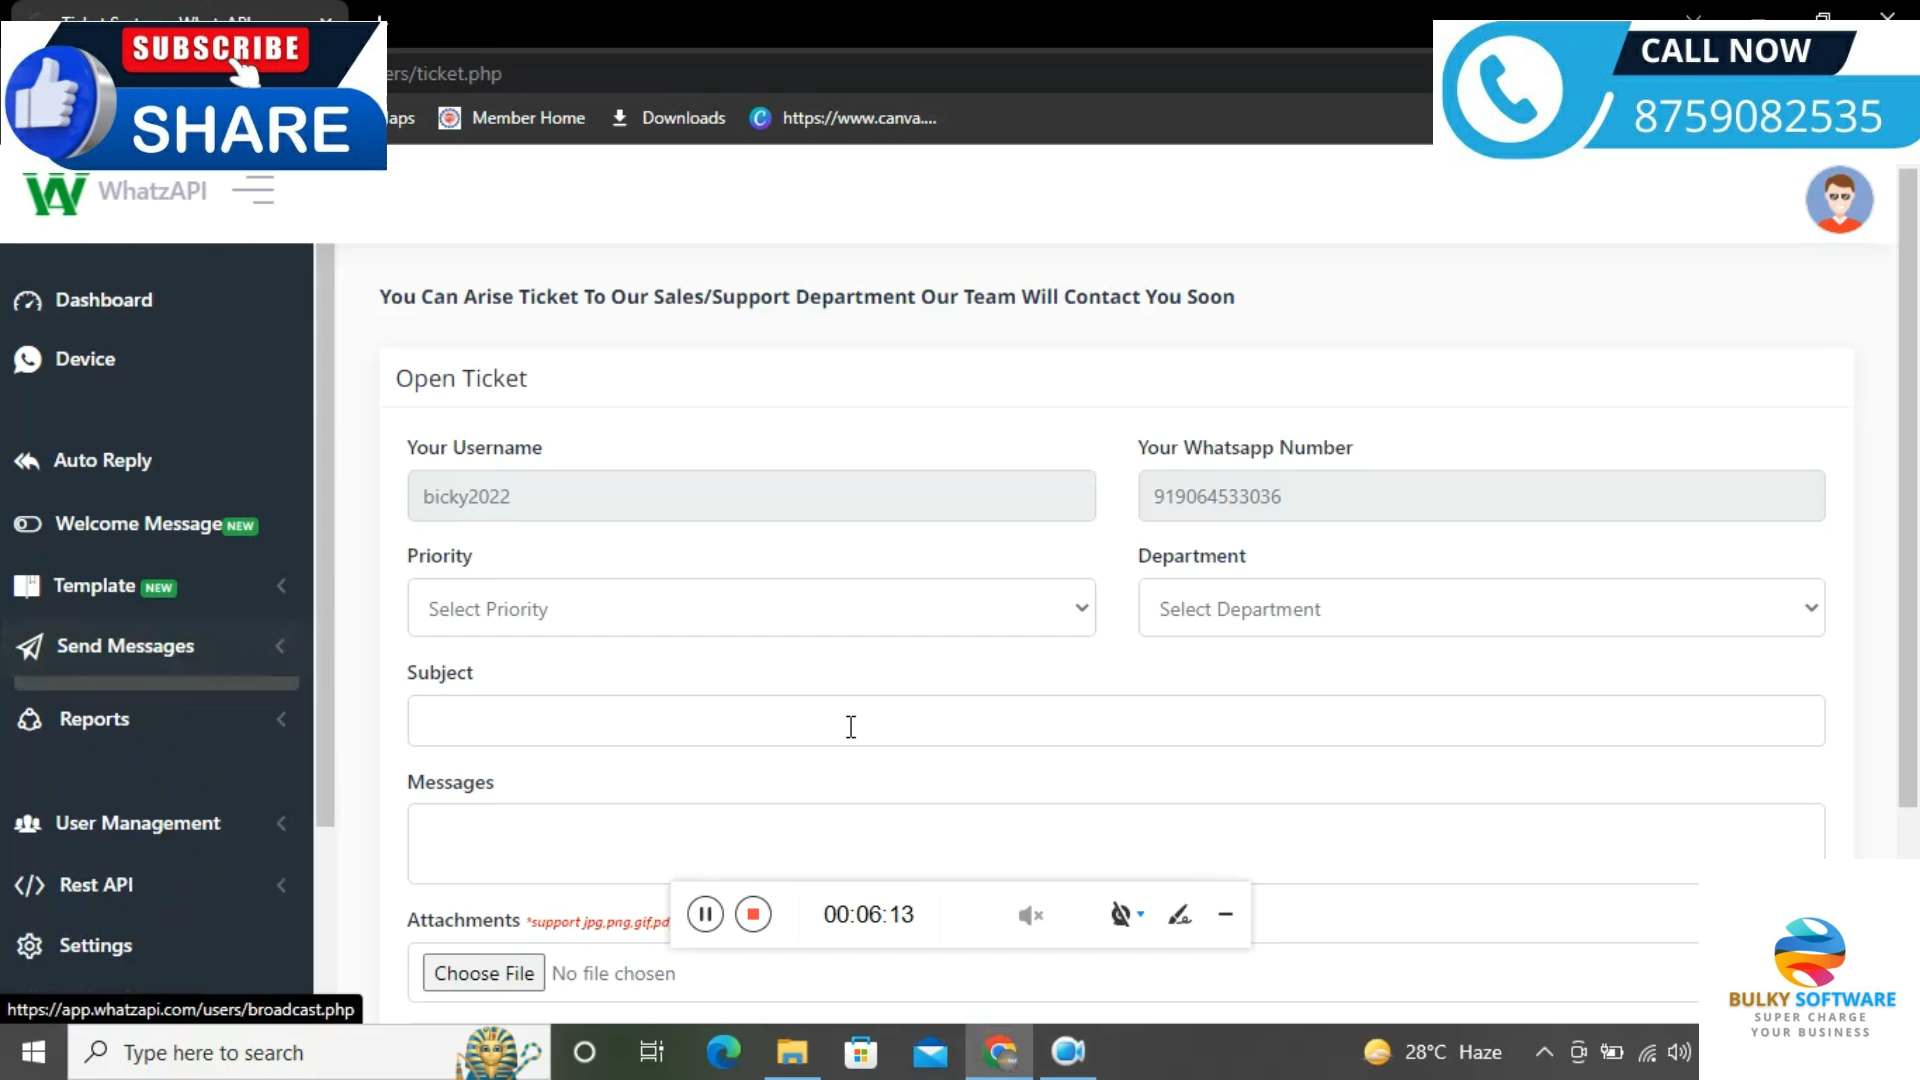 SUBSCRIBE
SHARE
CALL NOW
8759082535
ers/ticket.php
aps
Member Home
Downloads
https://www.canva....
WhatzAPI
Dashboard
Device
Auto Reply
Welcome Message NEW
Template NEW
Send Messages
Reports
User Management
Rest API
Settings
https://app.whatzapi.com/users/broadcast.php
You Can Arise Ticket To Our Sales/Support Department Our Team Will Contact You Soon
Open Ticket
Your Username
Your Whatsapp Number
bicky2022
919064533036
Priority
Department
Select Priority
Select Department
Subject
Messages
Attachments *support jpg,png,gif,pd
00:06:13
Choose File No file chosen
BULKY SOFTWARE
SUPER CHARGE
YOUR BUSINESS
Type here to search
28°C Haze